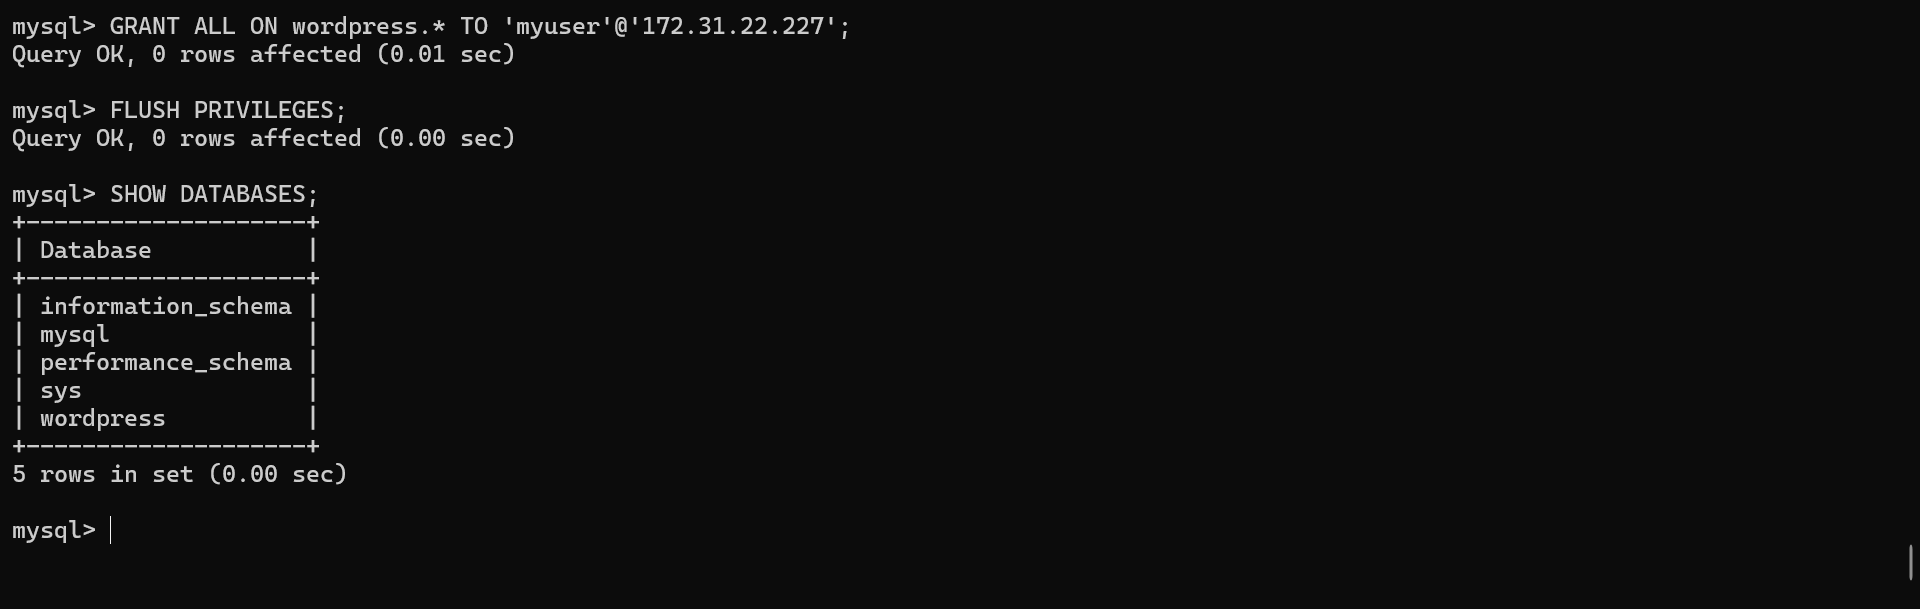 mysql> GRANT ALL ON wordpress.* TO 'myuser'@'172.31.22.227';
Query OK, 0 rows affected (0.01 sec)
mysql> FLUSH PRIVILEGES;
Query OK, 0 rows affected (0.00 sec)
mysql> SHOW DATABASES;
+--------------------+
| Database           |
+--------------------+
| information_schema |
| mysql              |
| performance_schema |
| sys                |
| wordpress          |
+--------------------+
5 rows in set (0.00 sec)
mysql>